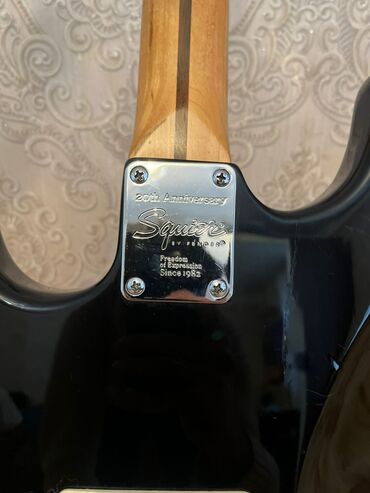 20th Anniversary
Squier®
BY FENDER®
Freedom
of Expression
Since 1982